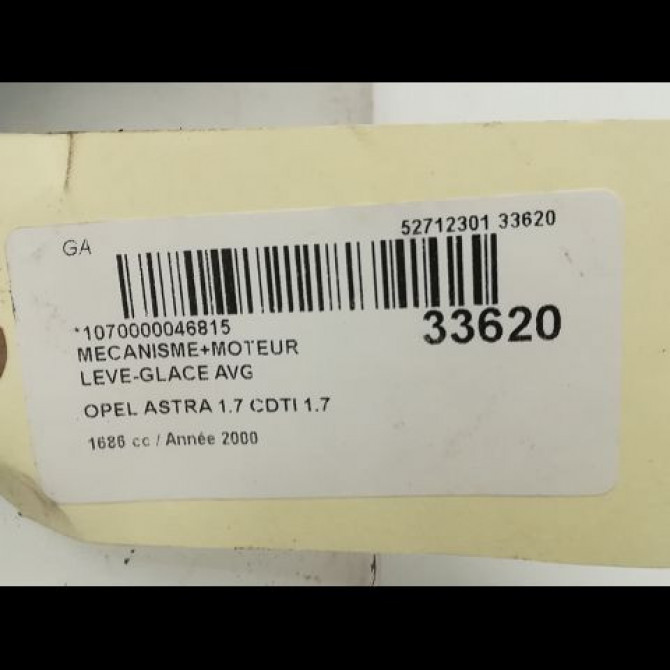 GA
52712301 33620
*1070000046815
33620
MECANISME+MOTEUR
LEVE-GLACE AVG
OPEL ASTRA 1.7 CDTI 1.7
1686 cc / Année 2000